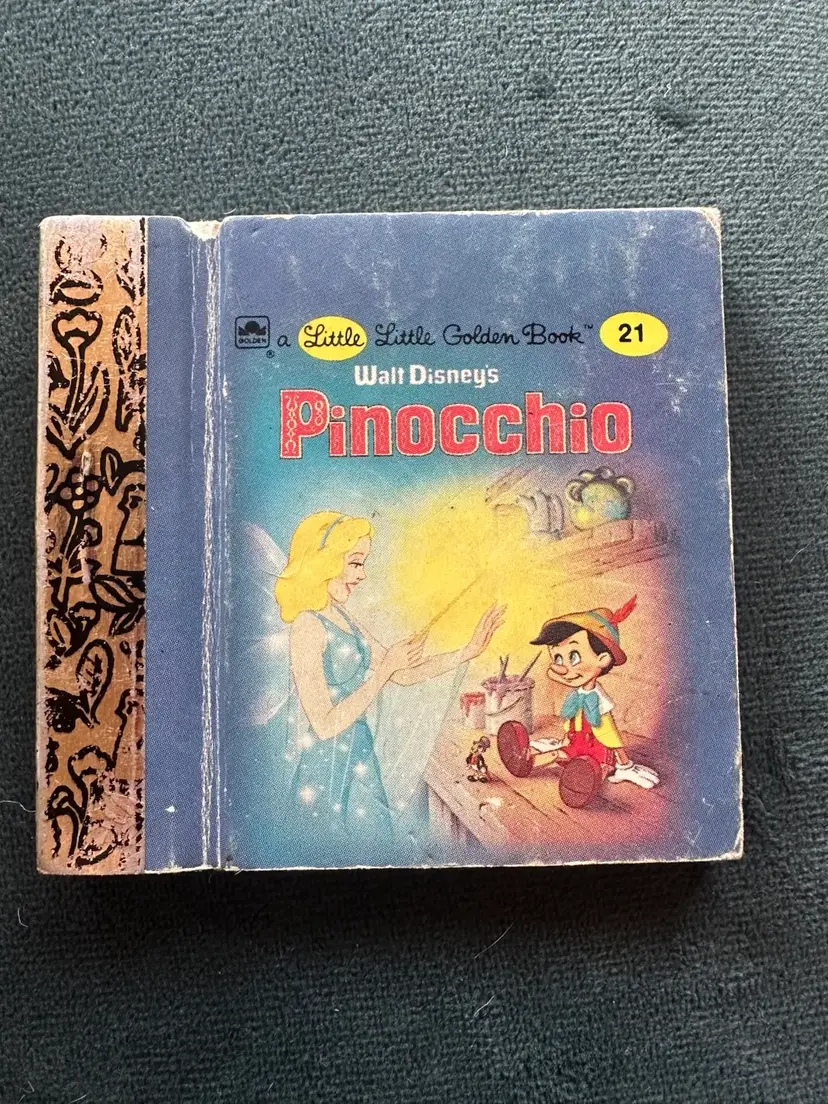 GOLDEN ® a Little Little Golden Book™ 21
Walt Disney's
Pinocchio